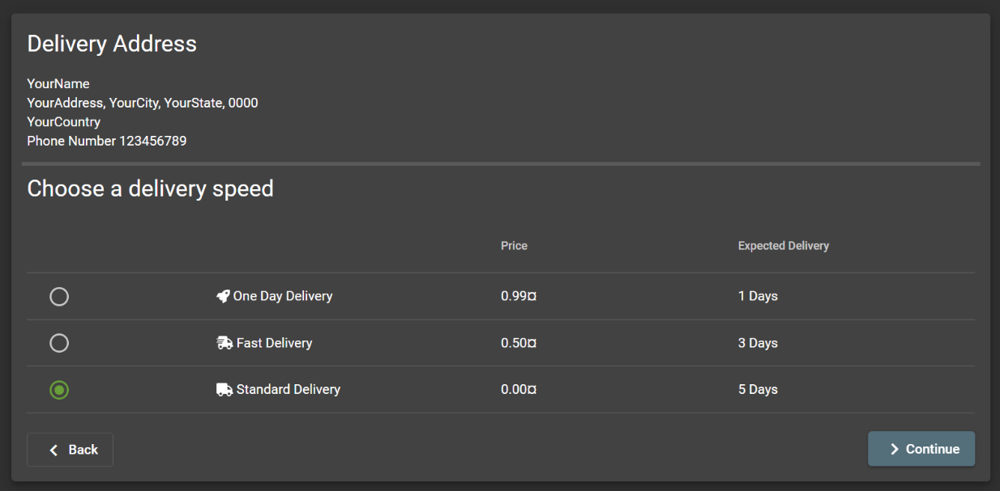 Delivery Address
YourName
YourAddress, YourCity, YourState, 0000
YourCountry
Phone Number 123456789
Choose a delivery speed
Price Expected Delivery
One Day Delivery 0.99¤ 1 Days
Fast Delivery 0.50¤ 3 Days
Standard Delivery 0.00¤ 5 Days
Back Continue